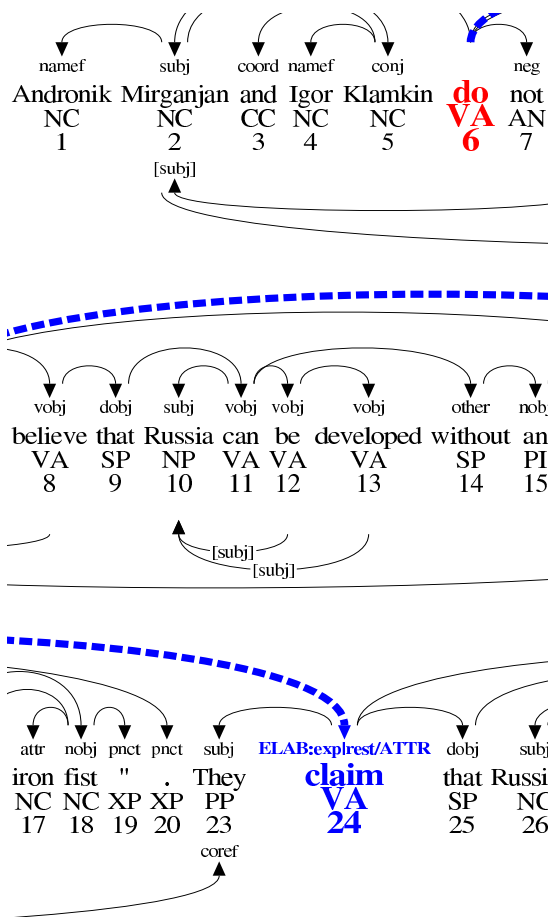 namef subj coord namef conj neg
Andronik Mirganjan and Igor Klamkin do not
NC NC CC NC NC VA AN
1 2 3 4 5 6 7
[subj]
vobj dobj subj vobj vobj vobj other nobj
believe that Russia can be developed without an
VA SP NP VA VA VA SP PI
8 9 10 11 12 13 14 15
[subj]
[subj]
attr nobj pnct pnct subj ELAB:expl|rest/ATTR dobj subj
iron fist " . They claim that Russi
NC NC XP XP PP VA SP NC
17 18 19 20 23 24 25 26
coref